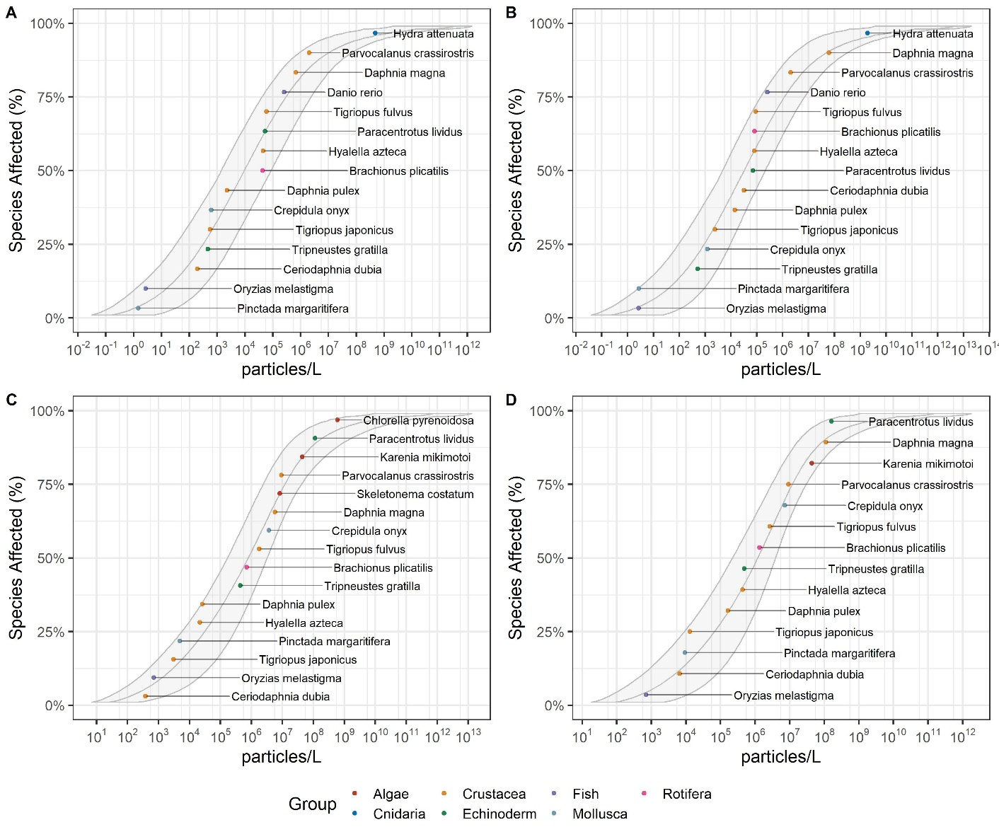 A
Species Affected (%)
100%
75%
50%
25%
0%
Hydra attenuata
Parvocalanus crassirostris
Daphnia magna
Danio rerio
Tigriopus fulvus
Paracentrotus lividus
Hyalella azteca
Brachionus plicatilis
Daphnia pulex
Crepidula onyx
Tigriopus japonicus
Tripneustes gratilla
Ceriodaphnia dubia
Oryzias melastigma
Pinctada margaritifera
10-2 10-1 100 101 102 103 104 105 106 107 108 109 1010 1011 1012
particles/L
B
Species Affected (%)
100%
75%
50%
25%
0%
Hydra attenuata
Daphnia magna
Parvocalanus crassirostris
Danio rerio
Tigriopus fulvus
Brachionus plicatilis
Hyalella azteca
Paracentrotus lividus
Ceriodaphnia dubia
Daphnia pulex
Tigriopus japonicus
Crepidula onyx
Tripneustes gratilla
Pinctada margaritifera
Oryzias melastigma
10-2 10-1 100 101 102 103 104 105 106 107 108 109 1010 1011 1012 1013 1014
particles/L
C
Species Affected (%)
100%
75%
50%
25%
0%
Chlorella pyrenoidosa
Paracentrotus lividus
Karenia mikimotoi
Parvocalanus crassirostris
Skeletonema costatum
Daphnia magna
Crepidula onyx
Tigriopus fulvus
Brachionus plicatilis
Tripneustes gratilla
Daphnia pulex
Hyalella azteca
Pinctada margaritifera
Tigriopus japonicus
Oryzias melastigma
Ceriodaphnia dubia
101 102 103 104 105 106 107 108 109 1010 1011 1012 1013
particles/L
D
Species Affected (%)
100%
75%
50%
25%
0%
Paracentrotus lividus
Daphnia magna
Karenia mikimotoi
Parvocalanus crassirostris
Crepidula onyx
Tigriopus fulvus
Brachionus plicatilis
Tripneustes gratilla
Hyalella azteca
Daphnia pulex
Tigriopus japonicus
Pinctada margaritifera
Ceriodaphnia dubia
Oryzias melastigma
101 102 103 104 105 106 107 108 109 1010 1011 1012
particles/L
Group
Algae Crustacea Fish Rotifera
Cnidaria Echinoderm Mollusca